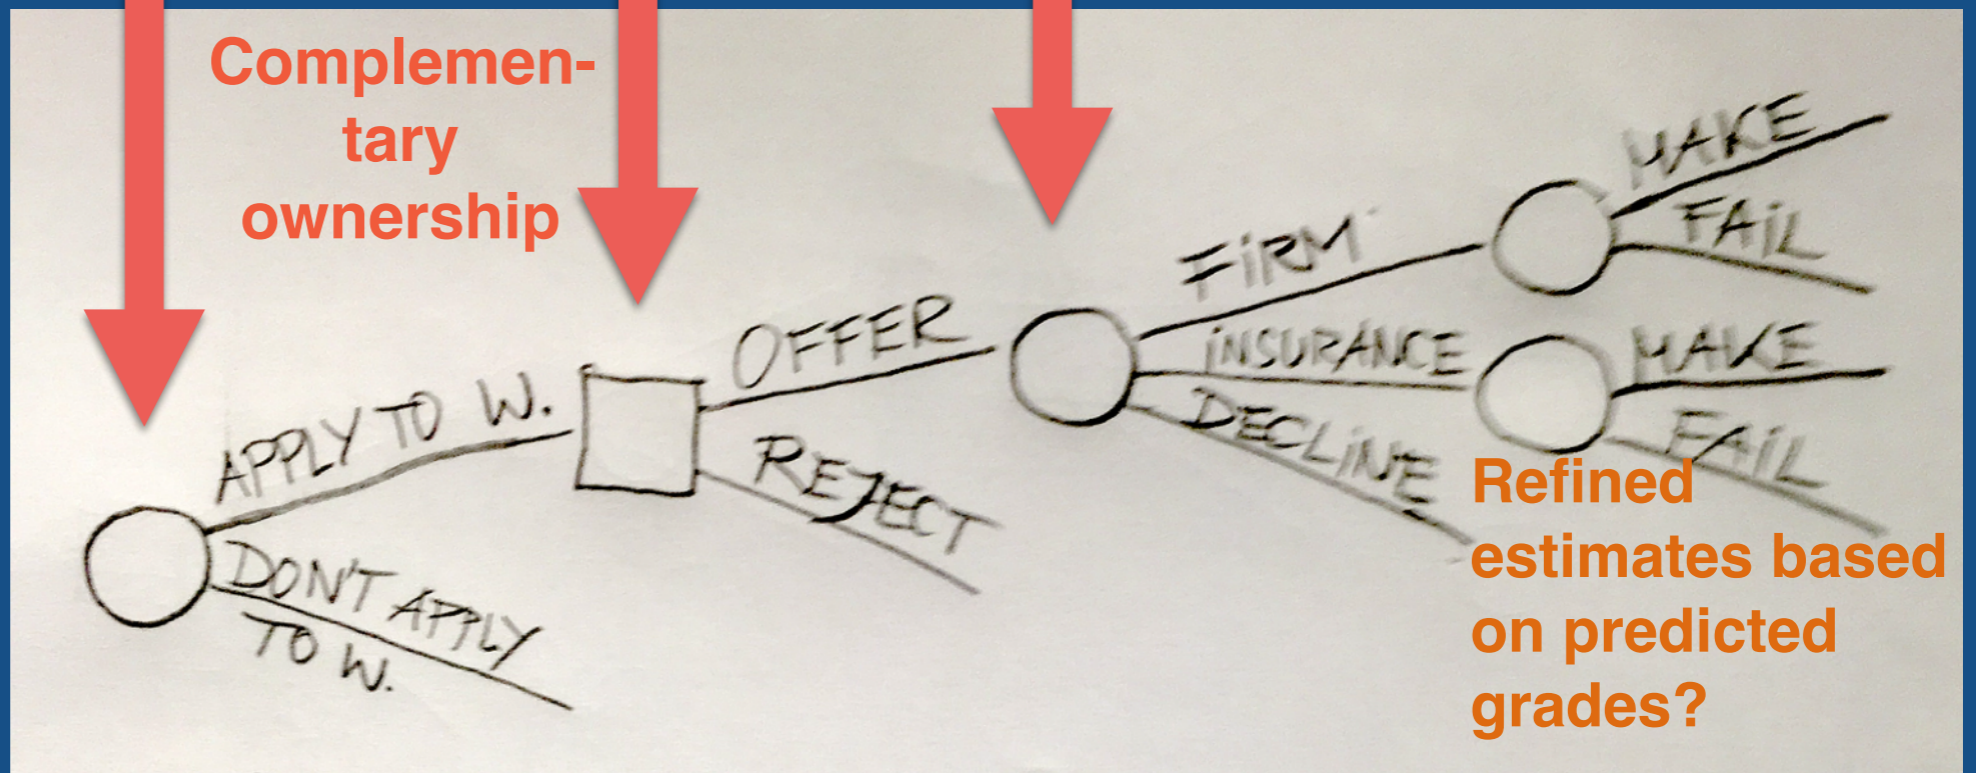 Complemen-
tary
ownership
APPLY TO W.
DON'T APPLY
TO W.
OFFER
REJECT
FIRM
INSURANCE
DECLINE
MAKE
FAIL
MAKE
FAIL
Refined
estimates based
on predicted
grades?